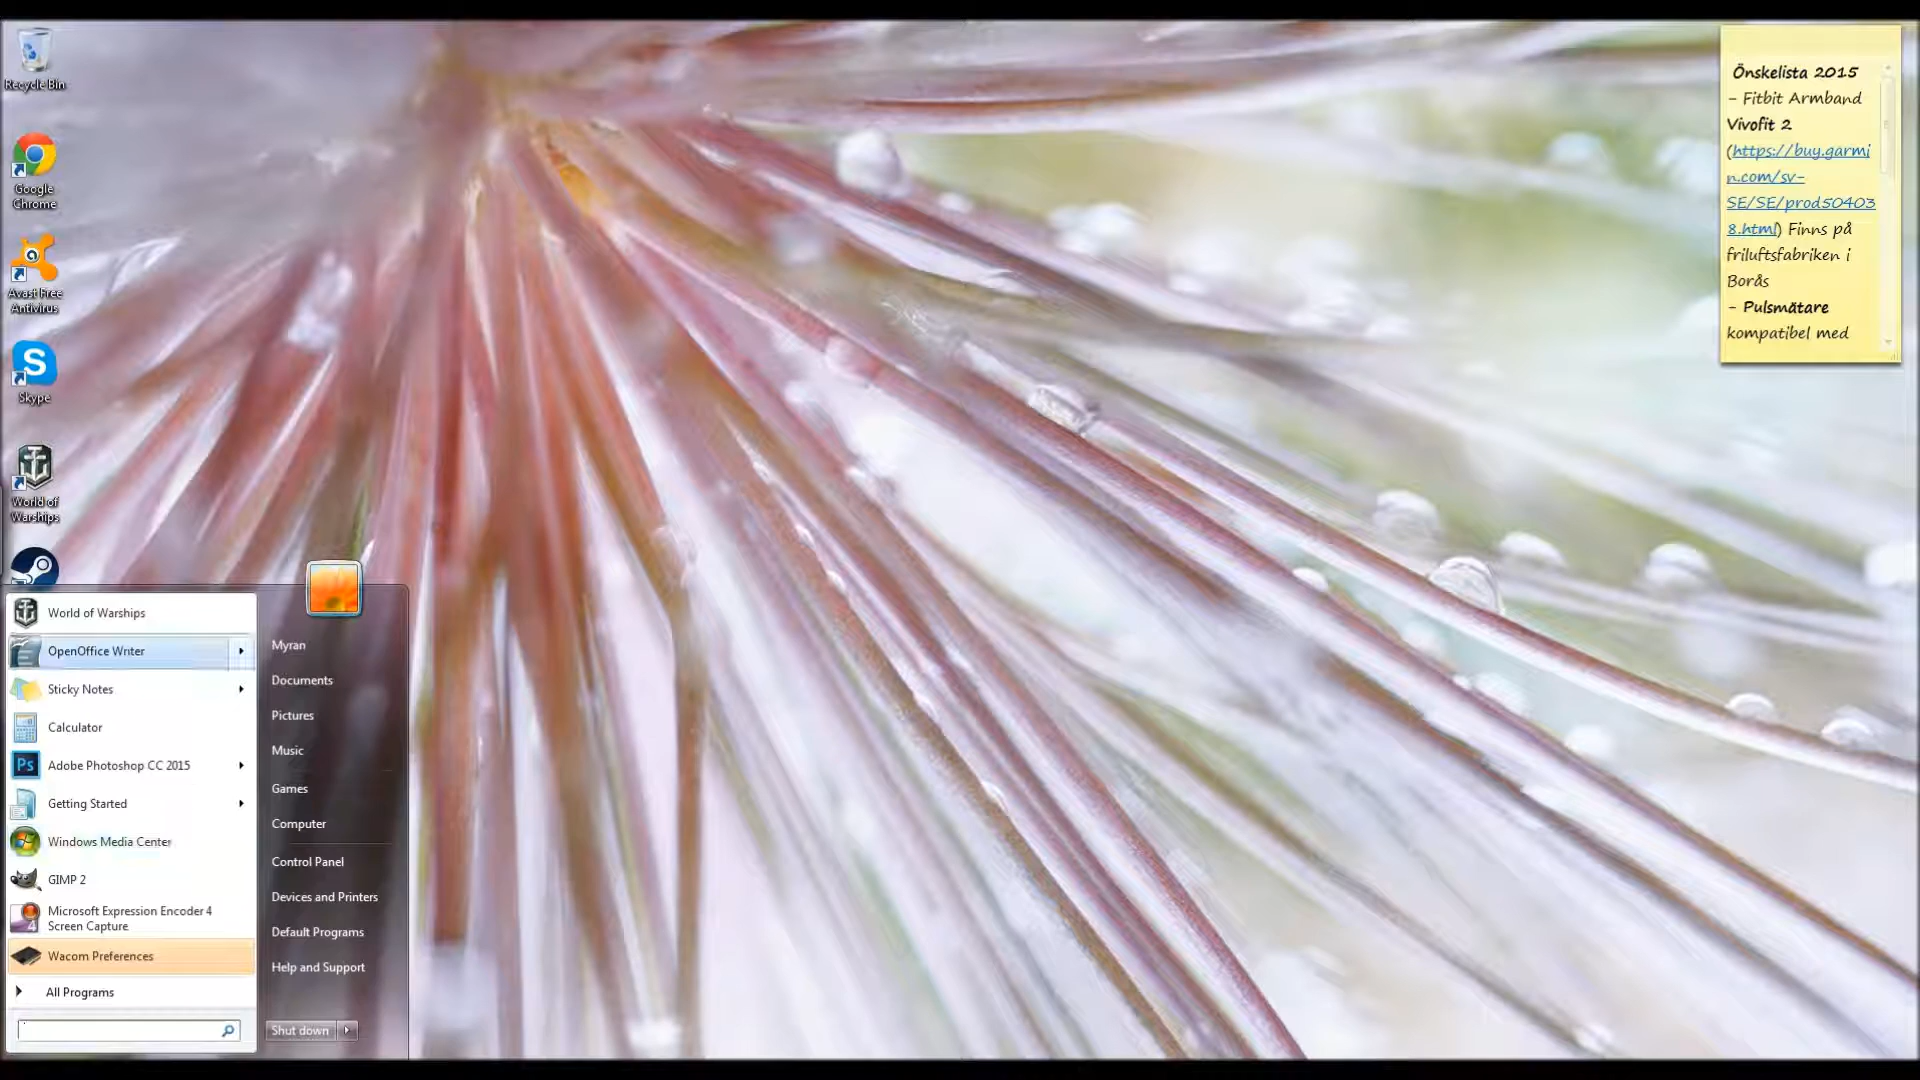 Recycle Bin
Google
Chrome
Avast Free
Antivirus
Skype
World of
Warships
World of Warships
OpenOffice Writer
Sticky Notes
Calculator
Adobe Photoshop CC 2015
Getting Started
Windows Media Center
GIMP 2
Microsoft Expression Encoder 4
Screen Capture
Wacom Preferences
All Programs
Myran
Documents
Pictures
Music
Games
Computer
Control Panel
Devices and Printers
Default Programs
Help and Support
Shut down
Önskelista 2015
- Fitbit Armband
Vivofit 2
(https://buy.garmi
n.com/sv-
SE/SE/prod50403
8.html) Finns på
friluftsfabriken i
Borås
- Pulsmätare
kompatibel med